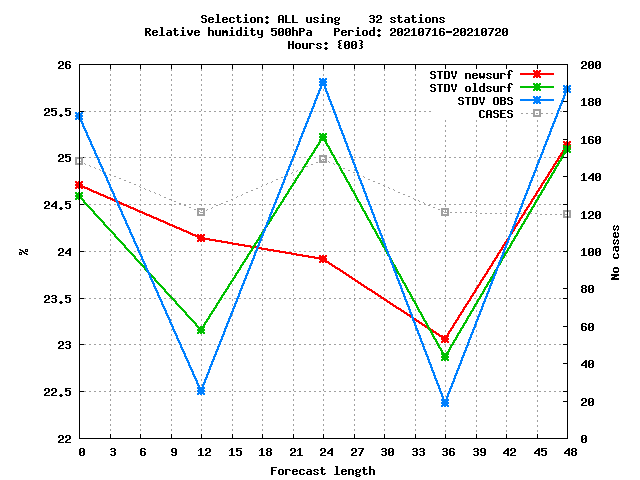 Selection: ALL using    32 stations
Relative humidity 500hPa   Period: 20210716-20210720
Hours: {00}
26
25.5
25
24.5
24
23.5
23
22.5
22
%
200
180
160
140
120
100
80
60
40
20
0
No cases
STDV newsurf
STDV oldsurf
STDV OBS
CASES
0 3 6 9 12 15 18 21 24 27 30 33 36 39 42 45 48
Forecast length